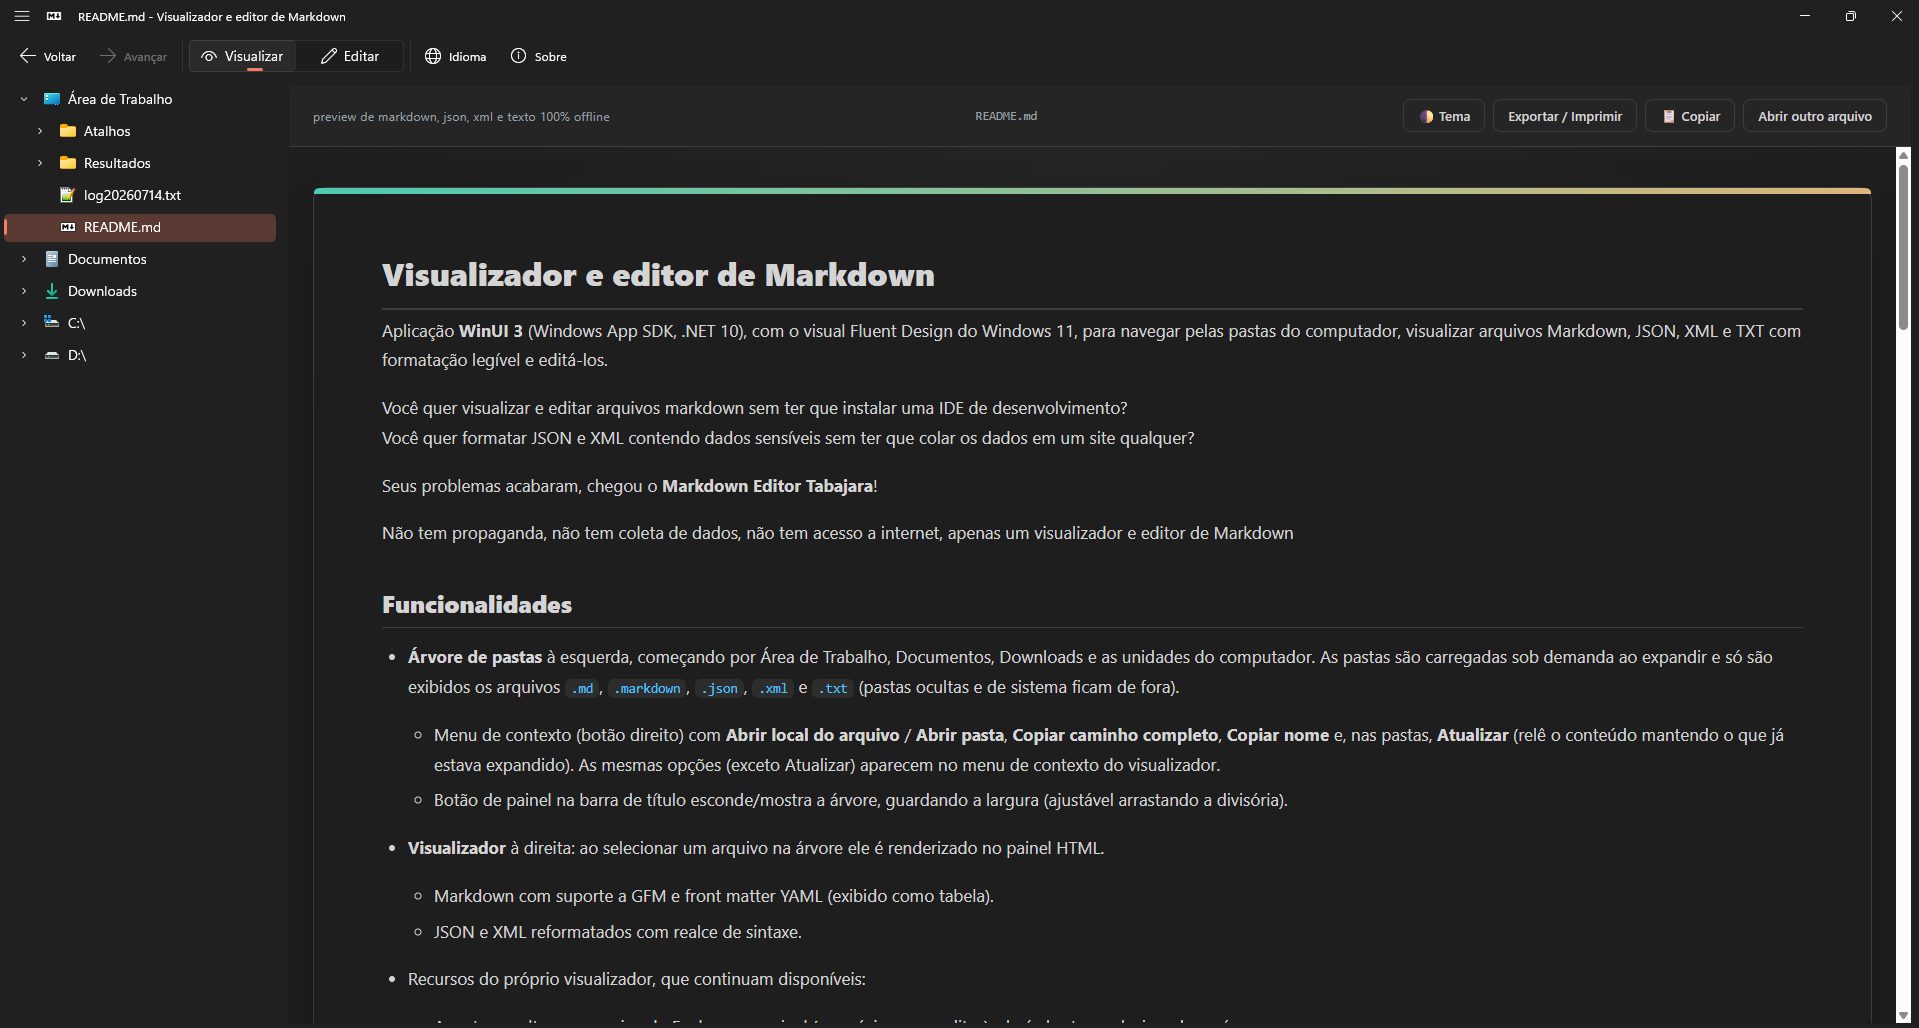 README.md - Visualizador e editor de Markdown
Voltar
Avançar
Visualizar
Editar
Idioma
Sobre
Área de Trabalho
Atalhos
Resultados
log20260714.txt
README.md
Documentos
Downloads
C:\
D:\
preview de markdown, json, xml e texto 100% offline
README.md
Tema
Exportar / Imprimir
Copiar
Abrir outro arquivo
Visualizador e editor de Markdown
Aplicação WinUI 3 (Windows App SDK, .NET 10), com o visual Fluent Design do Windows 11, para navegar pelas pastas do computador, visualizar arquivos Markdown, JSON, XML e TXT com
formatação legível e editá-los.
Você quer visualizar e editar arquivos markdown sem ter que instalar uma IDE de desenvolvimento?
Você quer formatar JSON e XML contendo dados sensíveis sem ter que colar os dados em um site qualquer?
Seus problemas acabaram, chegou o Markdown Editor Tabajara!
Não tem propaganda, não tem coleta de dados, não tem acesso a internet, apenas um visualizador e editor de Markdown
Funcionalidades
• Árvore de pastas à esquerda, começando por Área de Trabalho, Documentos, Downloads e as unidades do computador. As pastas são carregadas sob demanda ao expandir e só são
exibidos os arquivos .md, .markdown, .json, .xml e .txt (pastas ocultas e de sistema ficam de fora).
◦ Menu de contexto (botão direito) com Abrir local do arquivo / Abrir pasta, Copiar caminho completo, Copiar nome e, nas pastas, Atualizar (relê o conteúdo mantendo o que já
estava expandido). As mesmas opções (exceto Atualizar) aparecem no menu de contexto do visualizador.
◦ Botão de painel na barra de título esconde/mostra a árvore, guardando a largura (ajustável arrastando a divisória).
• Visualizador à direita: ao selecionar um arquivo na árvore ele é renderizado no painel HTML.
◦ Markdown com suporte a GFM e front matter YAML (exibido como tabela).
◦ JSON e XML reformatados com realce de sintaxe.
• Recursos do próprio visualizador, que continuam disponíveis: